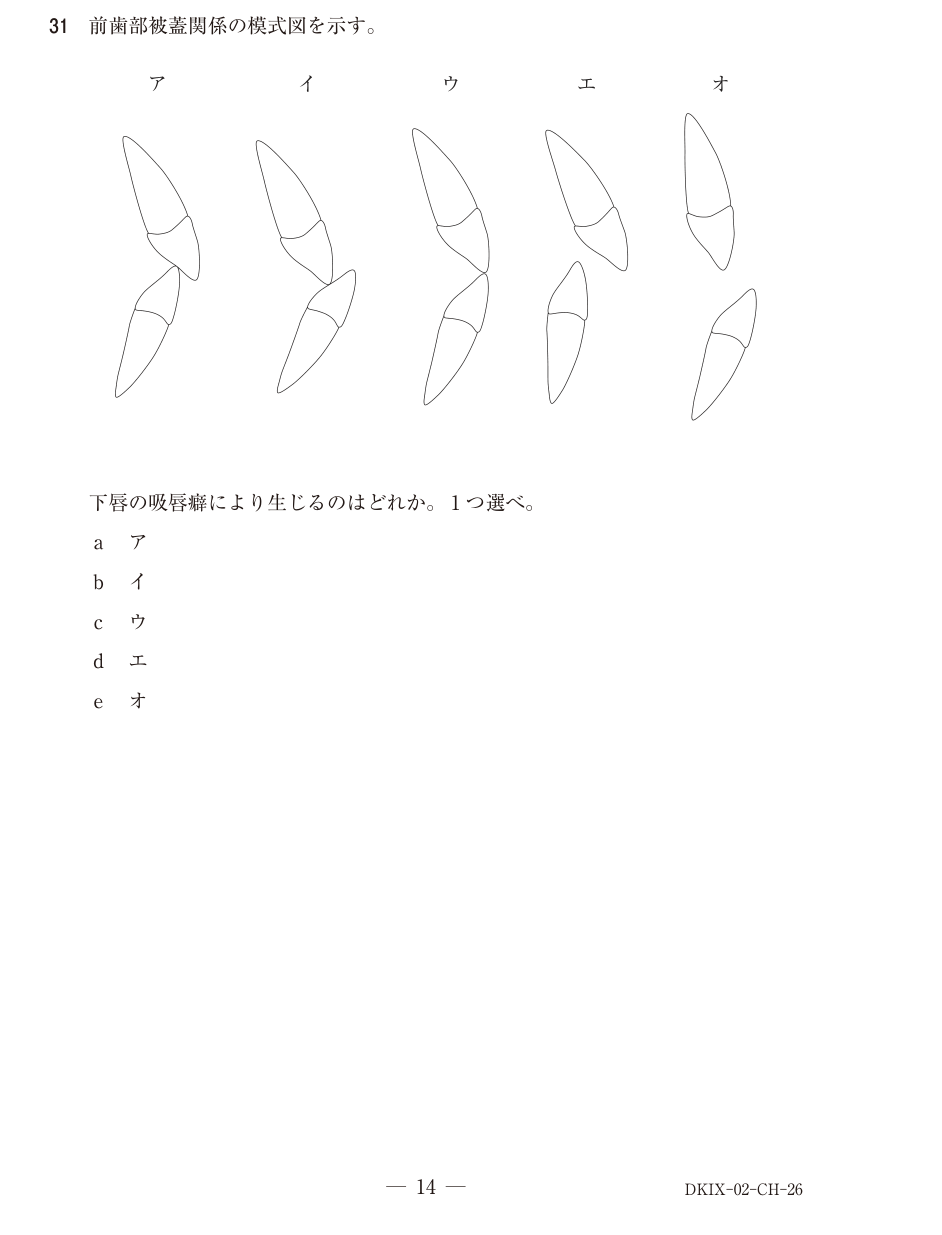 31 前歯部被蓋関係の模式図を示す。
ア イ ウ エ オ
下唇の吸唇癖により生じるのはどれか。1つ選べ。
a ア
b イ
c ウ
d エ
e オ
― 14 ―
DKIX-02-CH-26